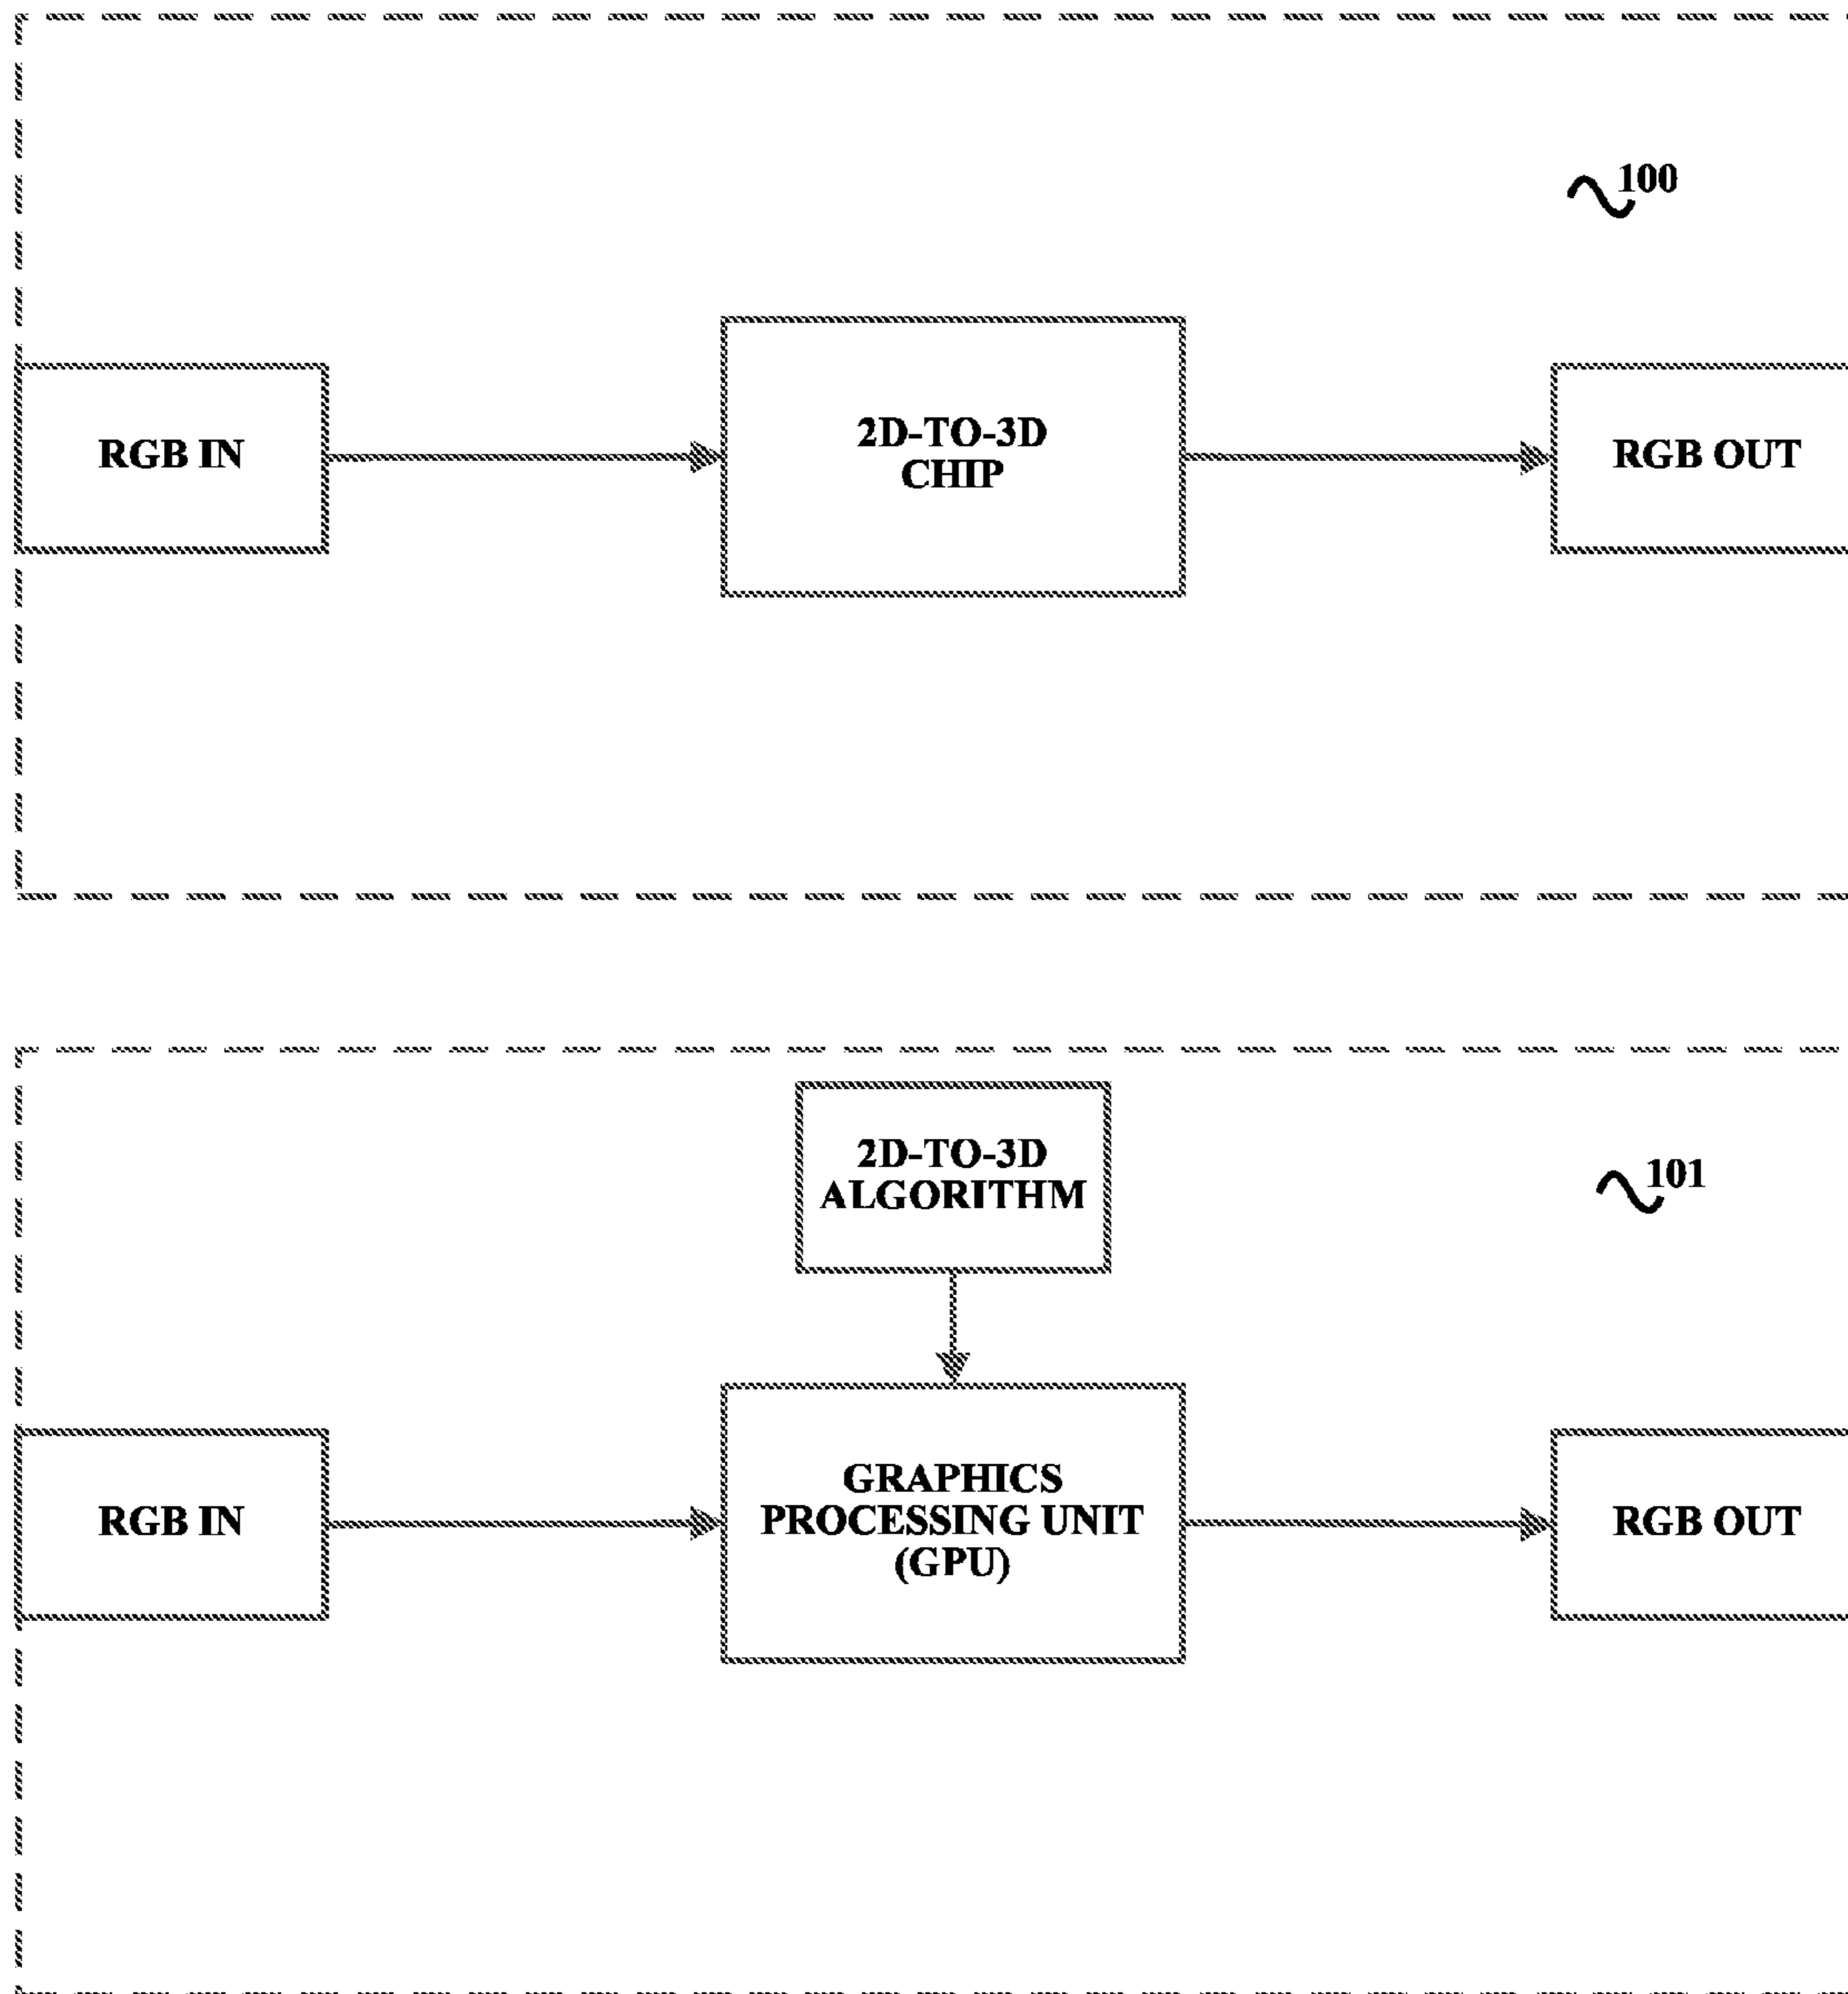 100
RGB IN
2D-TO-3D
CHIP
RGB OUT
2D-TO-3D
ALGORITHM
101
RGB IN
GRAPHICS
PROCESSING UNIT
(GPU)
RGB OUT